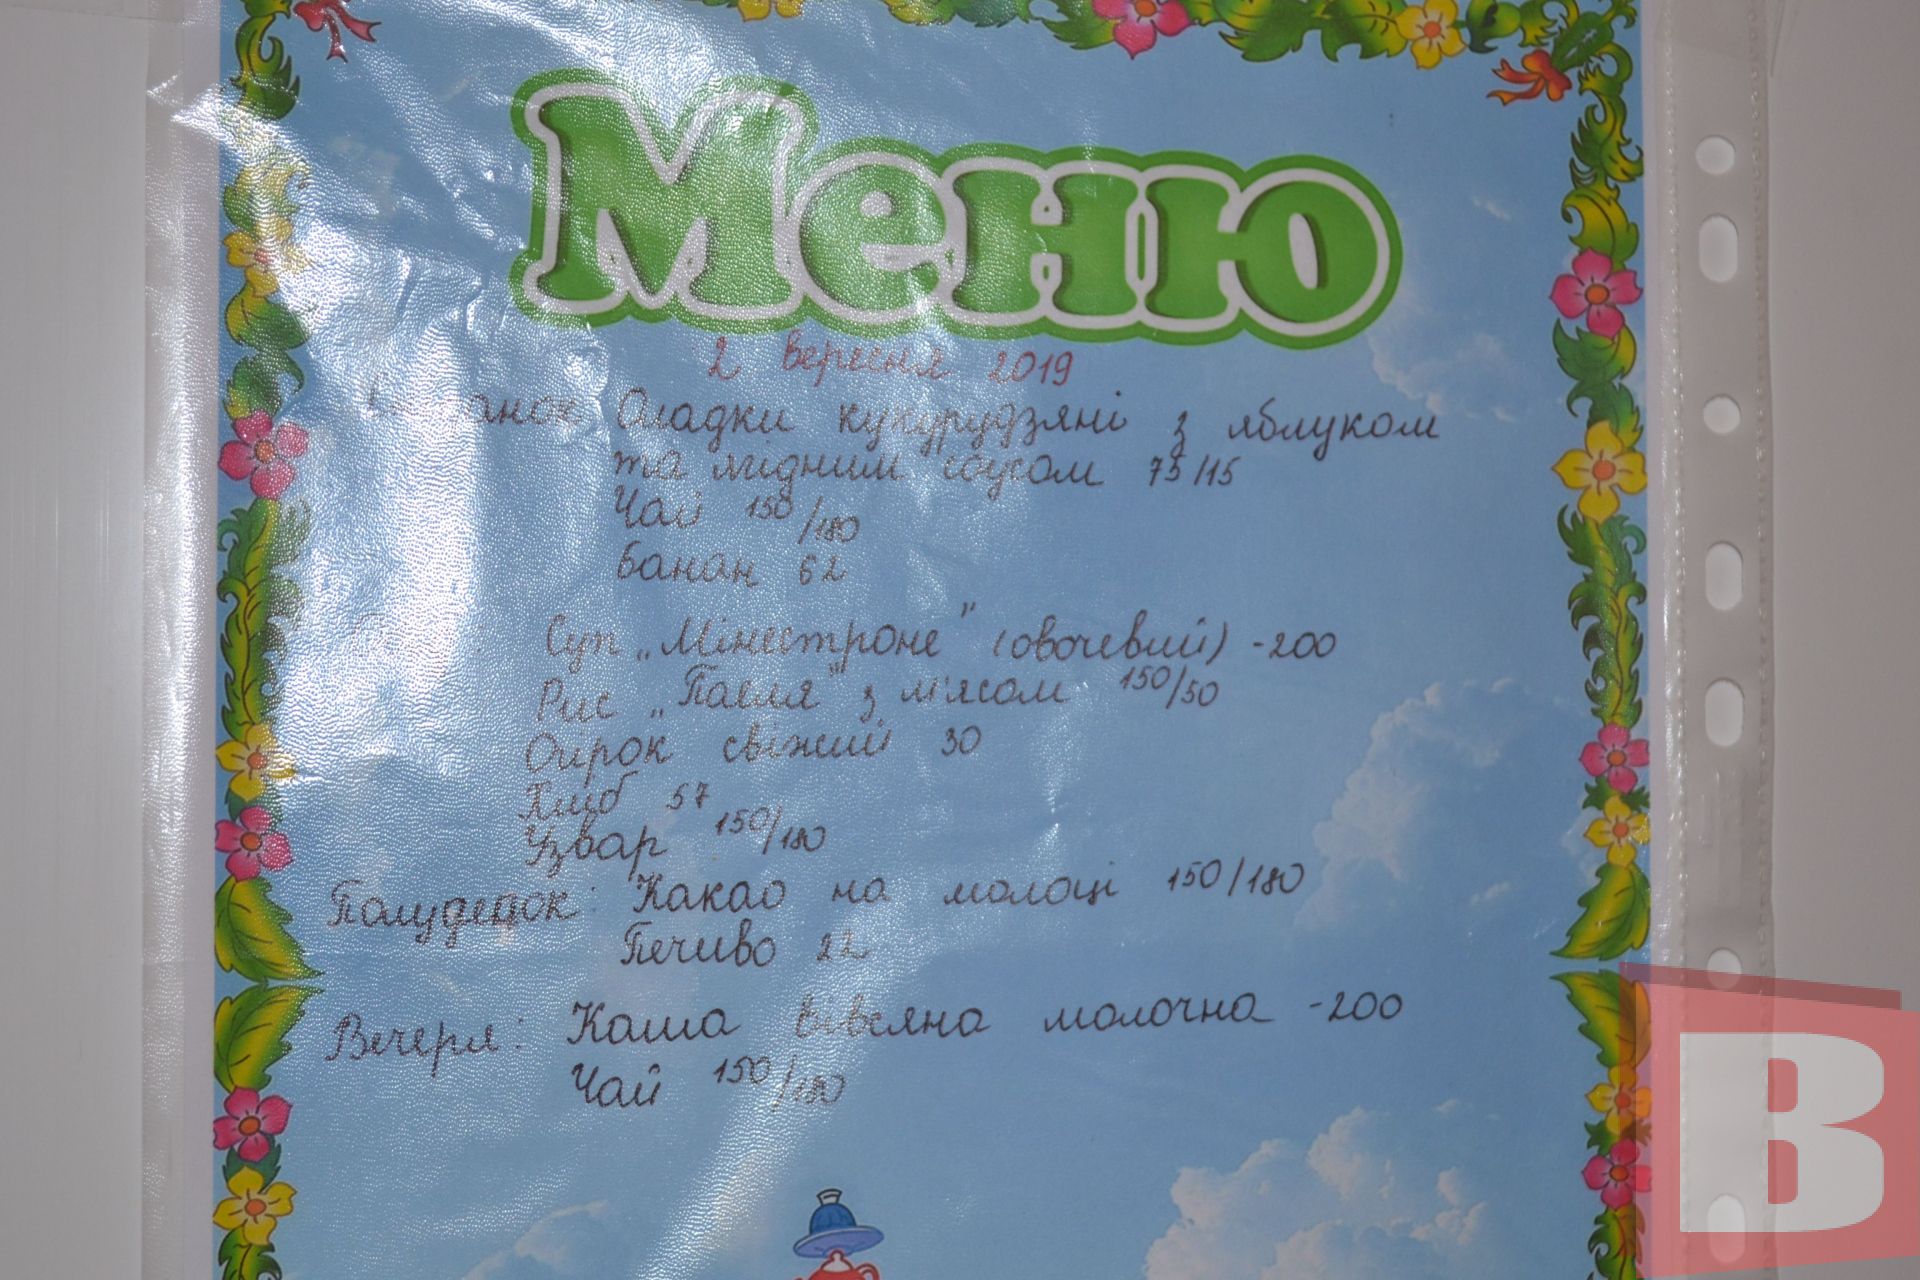 Меню
2 вересня 2019
Оладки кукурудзяні з яблуком
та мідним соусом 75/15
Чай 150/180
Банан 62
Суп „Мінестроне" (овочевий) -200
Рис „Паеля" з м'ясом 150/50
Огірок свіжий 30
Хліб 57
Узвар 150/180
Полуденок: Какао на молоці 150/180
Печиво 22
Вечеря: Каша вівсяна молочна -200
Чай 150/180
В